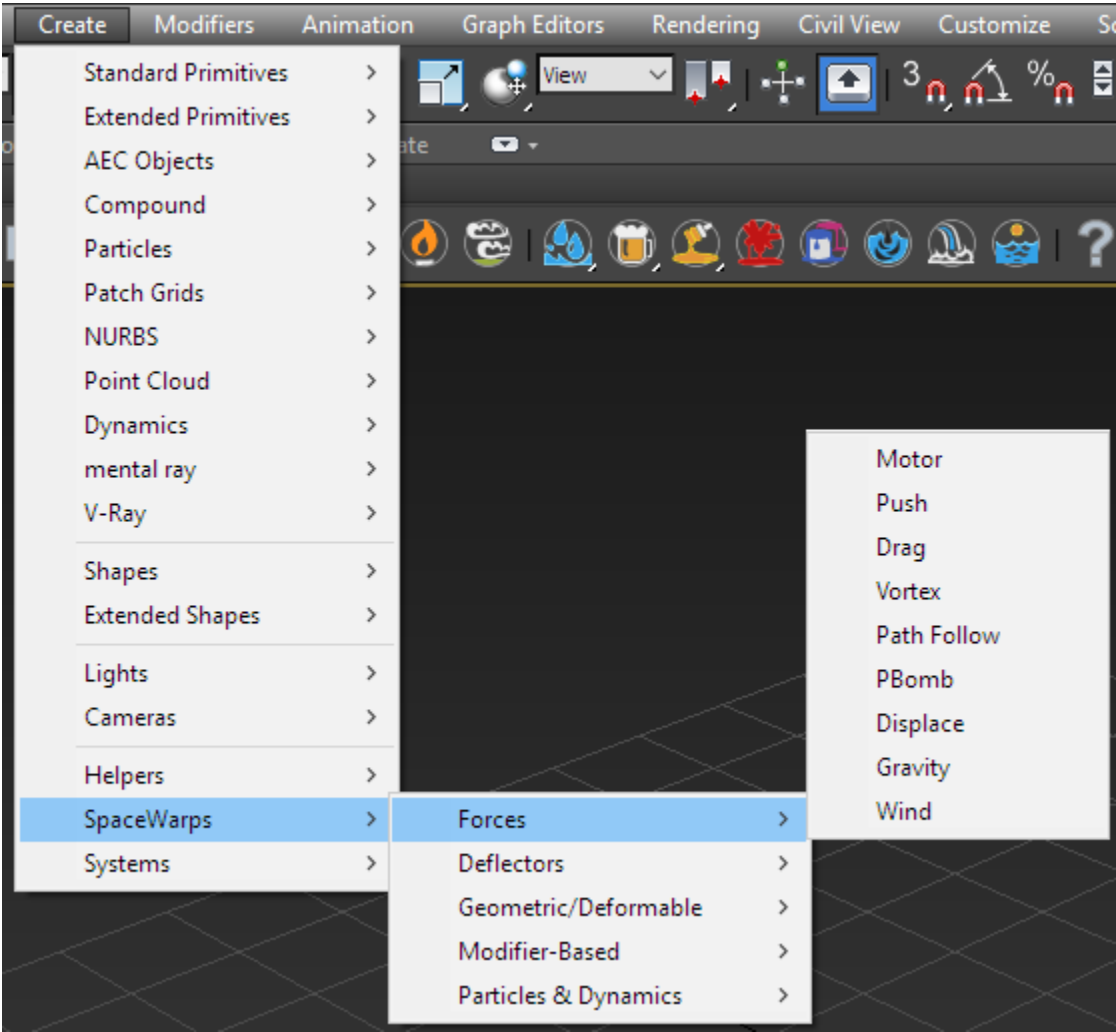 Create Modifiers Animation Graph Editors Rendering Civil View Customize
Standard Primitives
Extended Primitives
AEC Objects
Compound
Particles
Patch Grids
NURBS
Point Cloud
Dynamics
mental ray
V-Ray
Shapes
Extended Shapes
Lights
Cameras
Helpers
SpaceWarps
Systems
View
3
%
?
Forces
Deflectors
Geometric/Deformable
Modifier-Based
Particles & Dynamics
Motor
Push
Drag
Vortex
Path Follow
PBomb
Displace
Gravity
Wind